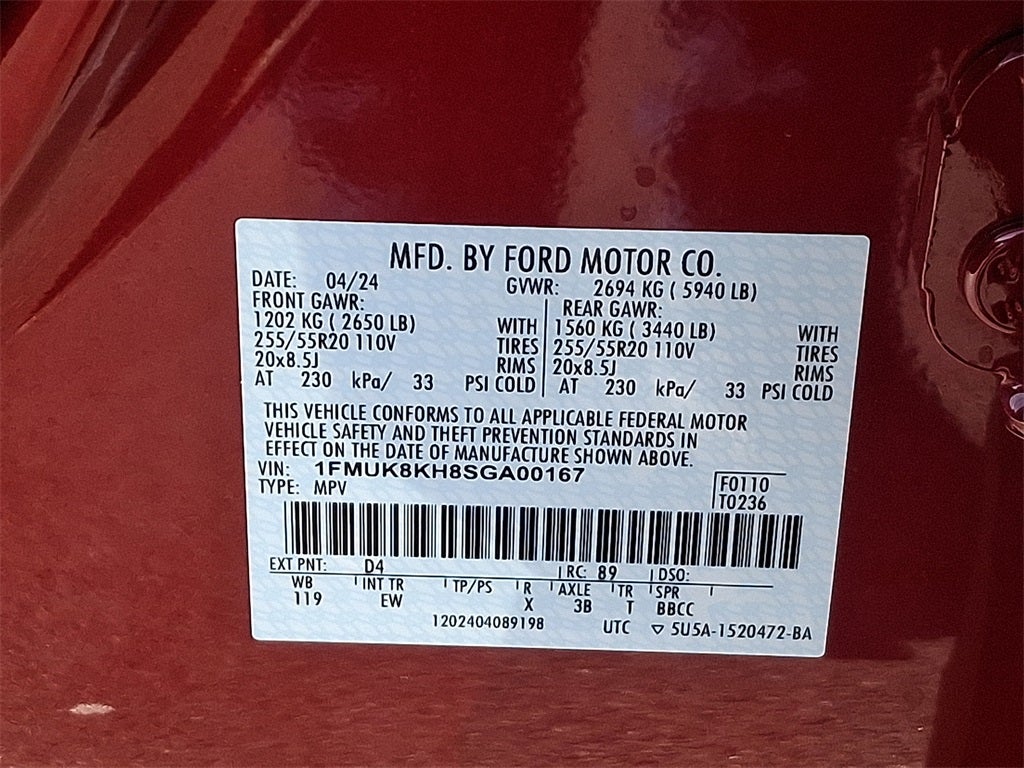 MFD. BY FORD MOTOR CO.
DATE: 04/24 GVWR: 2694 KG ( 5940 LB)
FRONT GAWR: REAR GAWR:
1202 KG ( 2650 LB) WITH 1560 KG ( 3440 LB) WITH
255/55R20 110V TIRES 255/55R20 110V TIRES
20x8.5J RIMS 20x8.5J RIMS
AT 230 kPa/ 33 PSI COLD AT 230 kPa/ 33 PSI COLD
THIS VEHICLE CONFORMS TO ALL APPLICABLE FEDERAL MOTOR
VEHICLE SAFETY AND THEFT PREVENTION STANDARDS IN
EFFECT ON THE DATE OF MANUFACTURE SHOWN ABOVE.
VIN: 1FMUK8KH8SGA00167
TYPE: MPV
F0110
T0236
EXT PNT: D4 RC: 89 DSO:
WB INT TR TP/PS R AXLE TR SPR
119 EW X 3B T BBCC
1202404089198 UTC ▽ 5U5A-1520472-BA